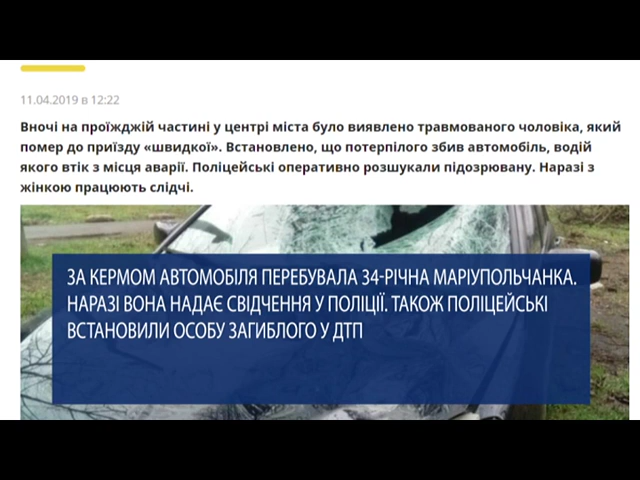 11.04.2019 в 12:22
Вночі на проїжджій частині у центрі міста було виявлено травмованого чоловіка, який
помер до приїзду «швидкої». Встановлено, що потерпілого збив автомобіль, водій
якого втік з місця аварії. Поліцейські оперативно розшукали підозрювану. Наразі з
жінкою працюють слідчі.
ЗА КЕРМОМ АВТОМОБІЛЯ ПЕРЕБУВАЛА 34-РІЧНА МАРІУПОЛЬЧАНКА.
НАРАЗІ ВОНА НАДАЄ СВІДЧЕННЯ У ПОЛІЦІЇ. ТАКОЖ ПОЛІЦЕЙСЬКІ
ВСТАНОВИЛИ ОСОБУ ЗАГИБЛОГО У ДТП